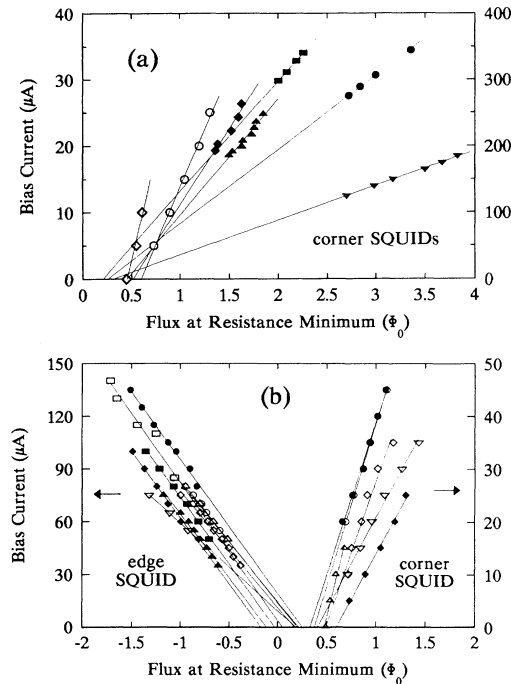 (a)
Bias Current (μA)
40
30
20
10
0
400
300
200
100
0
corner SQUIDs
0 0.5 1 1.5 2 2.5 3 3.5 4
Flux at Resistance Minimum (Φ₀)
(b)
Bias Current (μA)
150
120
90
60
30
0
50
40
30
20
10
0
edge
SQUID
corner
SQUID
-2 -1.5 -1 -0.5 0 0.5 1 1.5 2
Flux at Resistance Minimum (Φ₀)